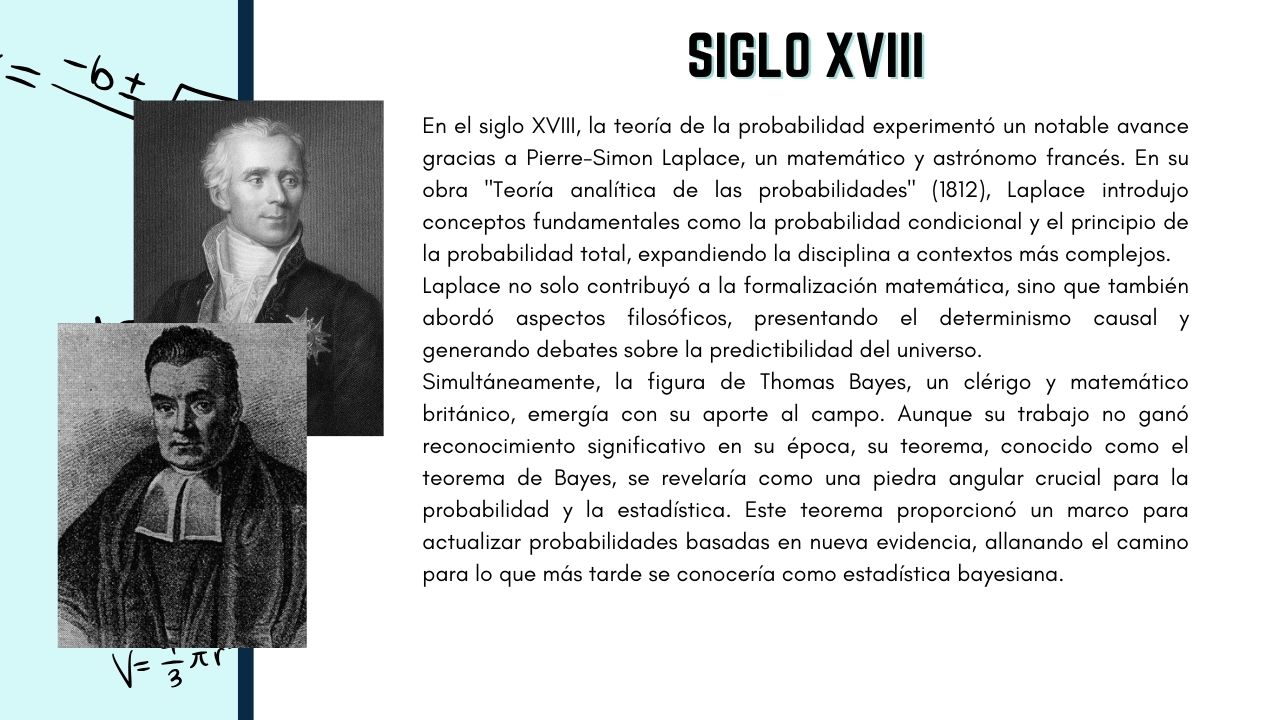 = -b ±
SIGLO XVIII
En el siglo XVIII, la teoría de la probabilidad experimentó un notable avance
gracias a Pierre-Simon Laplace, un matemático y astrónomo francés. En su
obra "Teoría analítica de las probabilidades" (1812), Laplace introdujo
conceptos fundamentales como la probabilidad condicional y el principio de
la probabilidad total, expandiendo la disciplina a contextos más complejos.
Laplace no solo contribuyó a la formalización matemática, sino que también
abordó aspectos filosóficos, presentando el determinismo causal y
generando debates sobre la predictibilidad del universo.
Simultáneamente, la figura de Thomas Bayes, un clérigo y matemático
británico, emergía con su aporte al campo. Aunque su trabajo no ganó
reconocimiento significativo en su época, su teorema, conocido como el
teorema de Bayes, se revelaría como una piedra angular crucial para la
probabilidad y la estadística. Este teorema proporcionó un marco para
actualizar probabilidades basadas en nueva evidencia, allanando el camino
para lo que más tarde se conocería como estadística bayesiana.
V= 1/3 πr